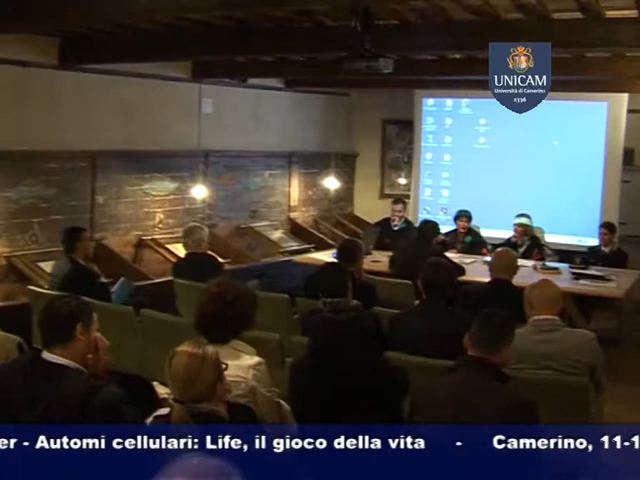 UNICAM
Università di Camerino
1336
er - Automi cellulari: Life, il gioco della vita - Camerino, 11-1